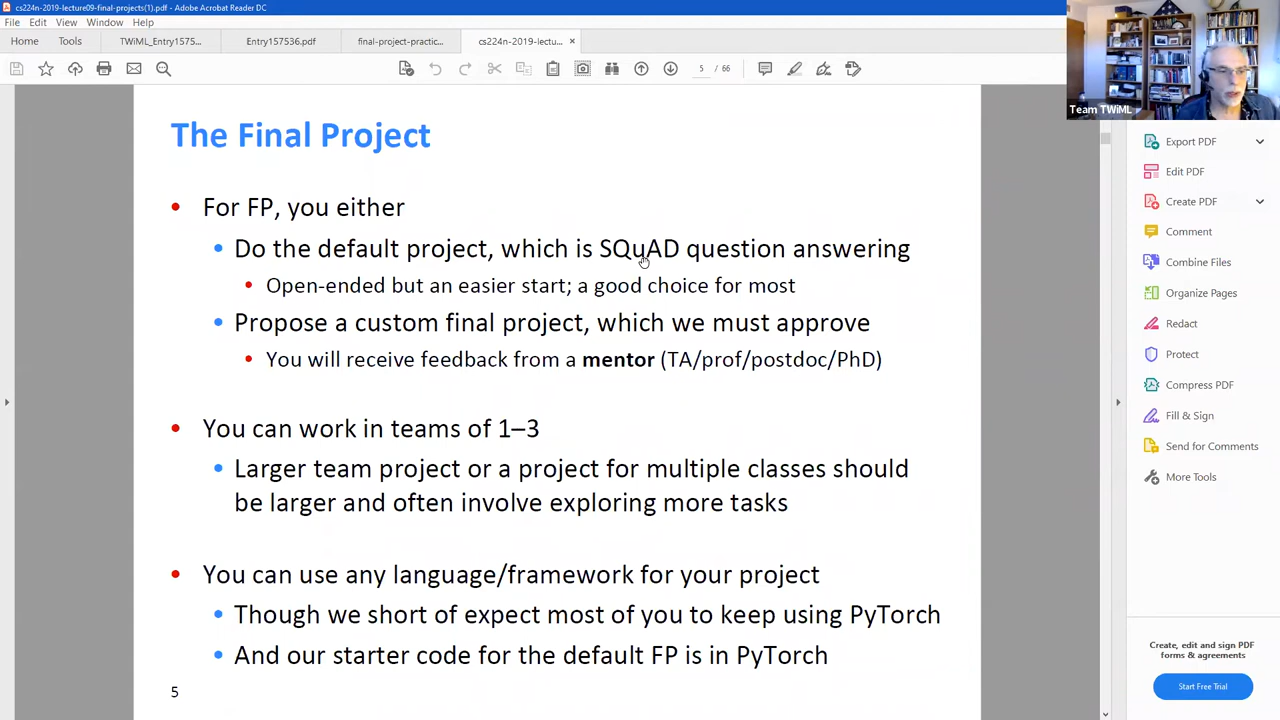 cs224n-2019-lecture09-final-projects(1).pdf - Adobe Acrobat Reader DC
File Edit View Window Help
Home Tools TWiML_Entry1575... Entry157536.pdf final-project-practic... cs224n-2019-lectu... ×
5 / 66
Team TWiML
The Final Project
• For FP, you either
• Do the default project, which is SQuAD question answering
• Open-ended but an easier start; a good choice for most
• Propose a custom final project, which we must approve
• You will receive feedback from a mentor (TA/prof/postdoc/PhD)
• You can work in teams of 1–3
• Larger team project or a project for multiple classes should
be larger and often involve exploring more tasks
• You can use any language/framework for your project
• Though we short of expect most of you to keep using PyTorch
• And our starter code for the default FP is in PyTorch
5
Export PDF
Edit PDF
Create PDF
Comment
Combine Files
Organize Pages
Redact
Protect
Compress PDF
Fill & Sign
Send for Comments
More Tools
Create, edit and sign PDF
forms & agreements
Start Free Trial